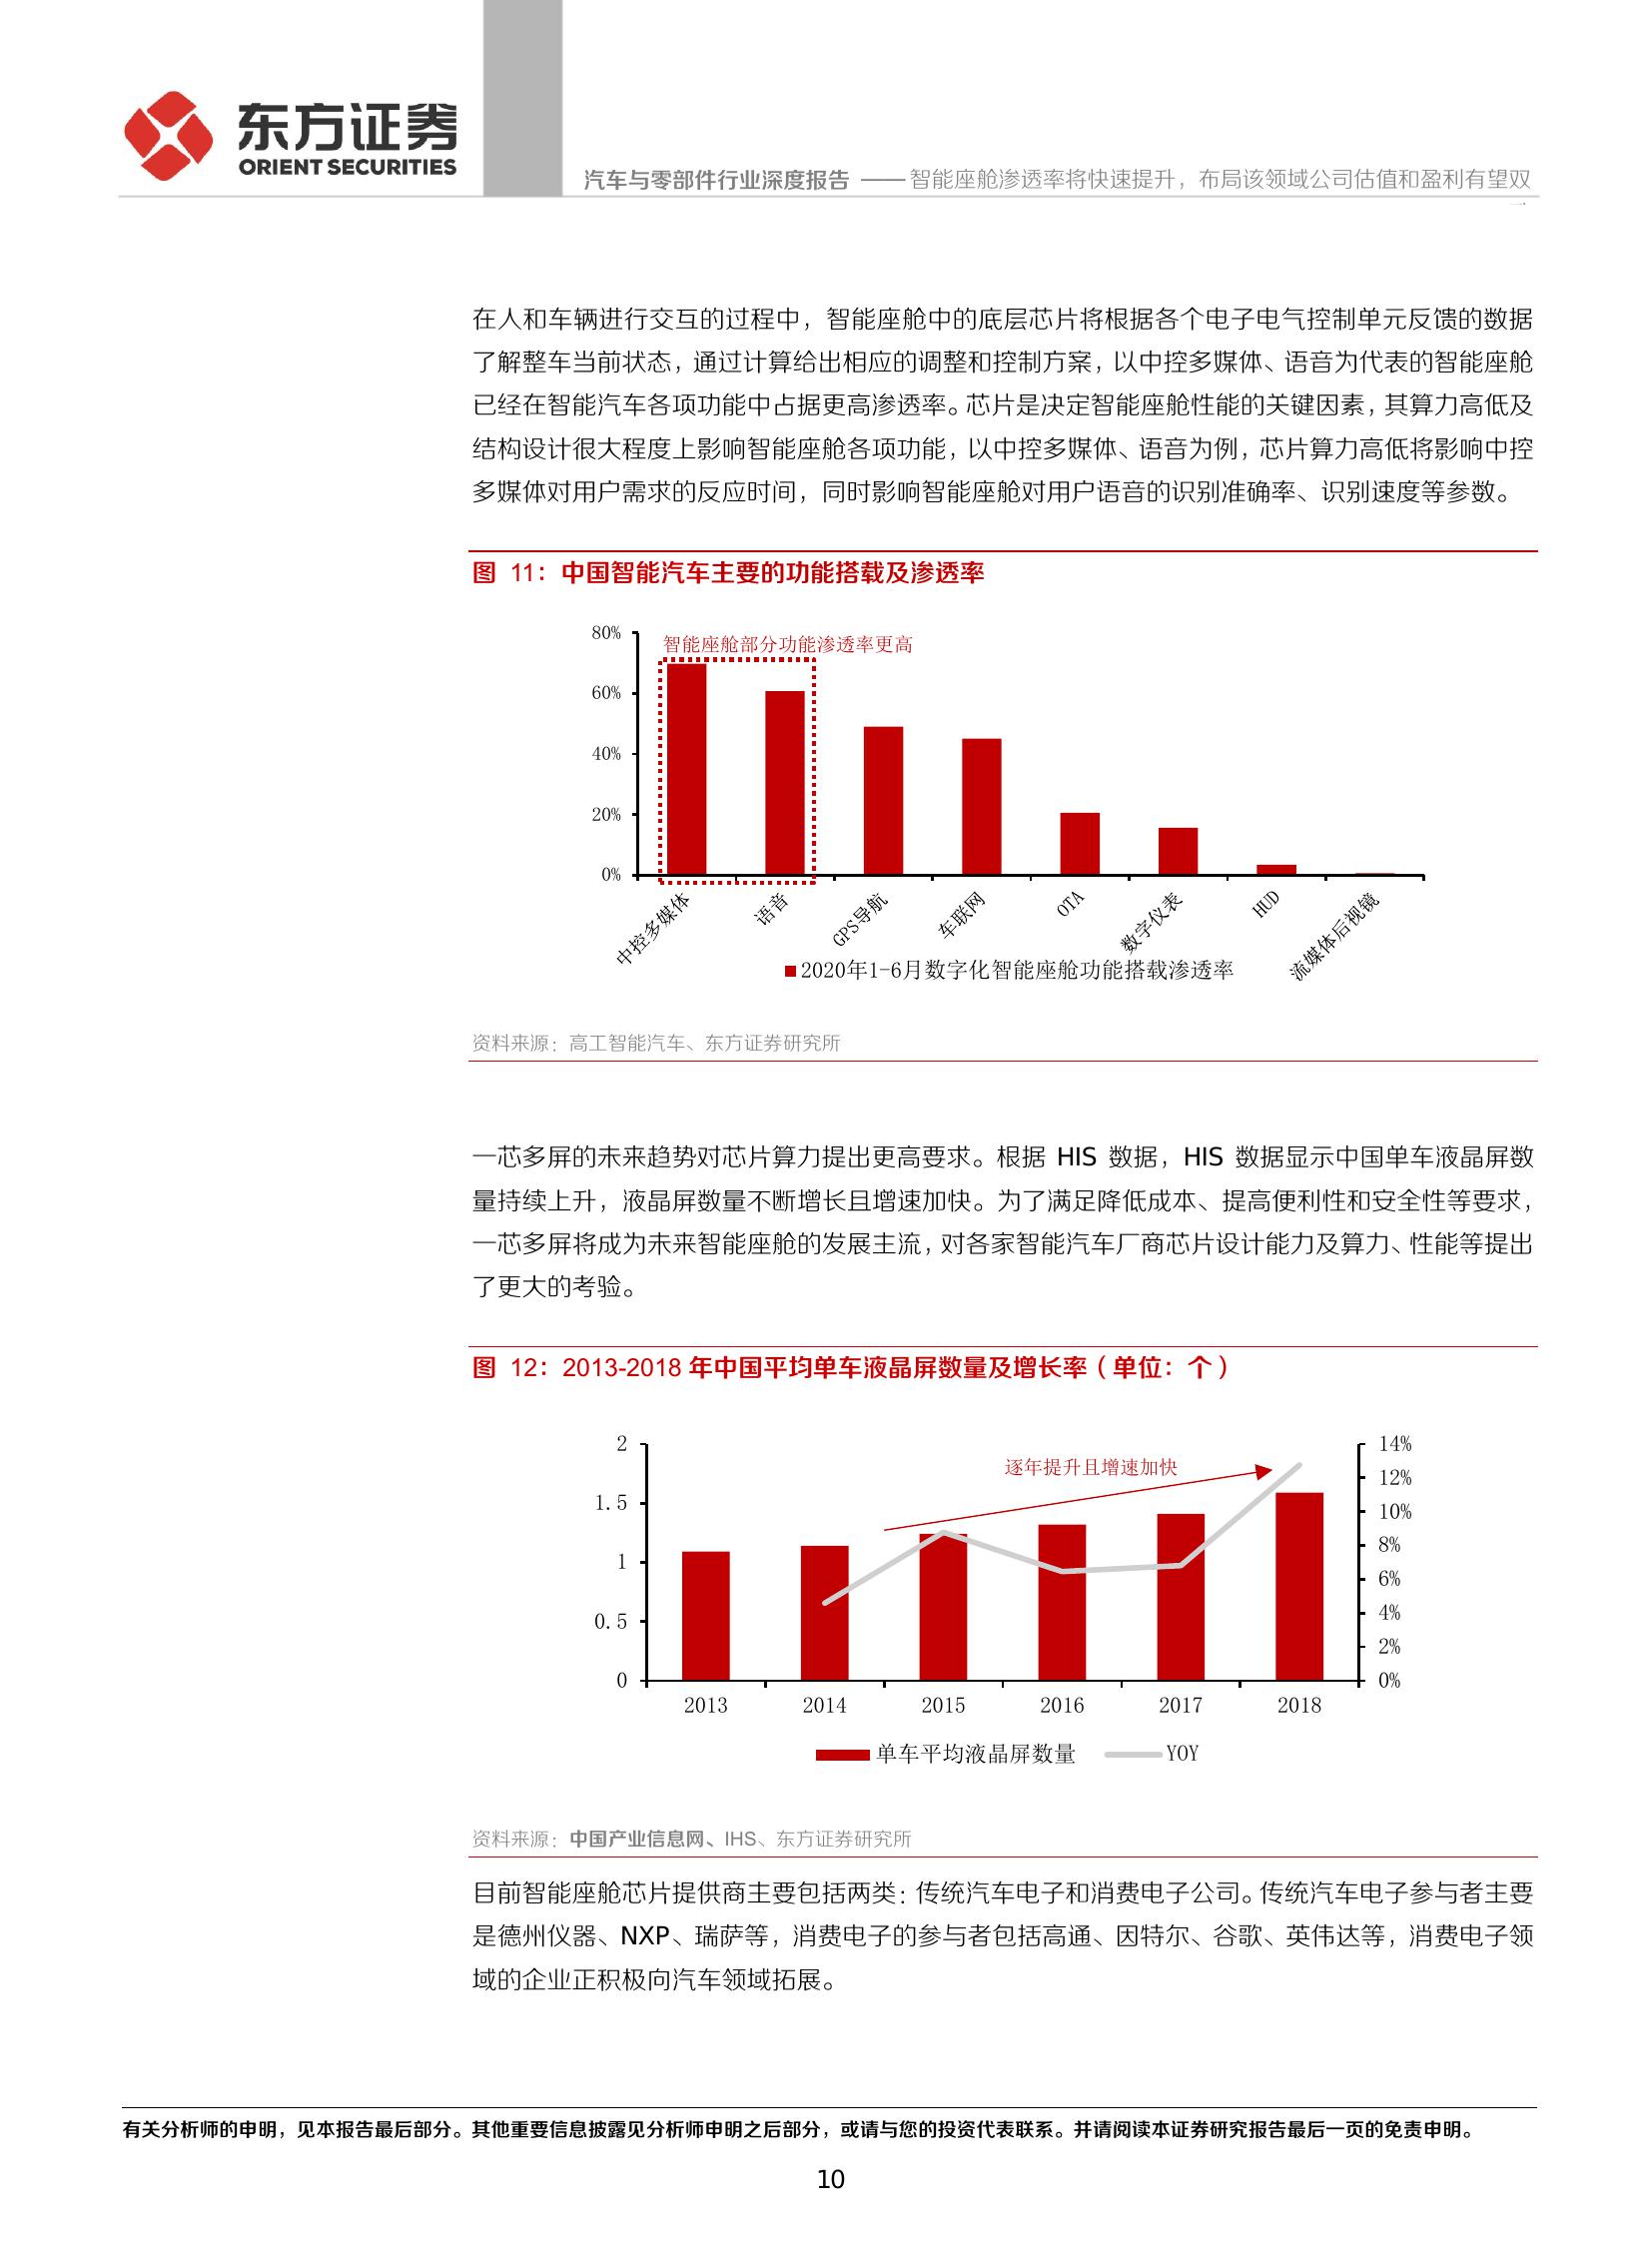 东方证券
ORIENT SECURITIES
汽车与零部件行业深度报告 —— 智能座舱渗透率将快速提升，布局该领域公司估值和盈利有望双
在人和车辆进行交互的过程中，智能座舱中的底层芯片将根据各个电子电气控制单元反馈的数据
了解整车当前状态，通过计算给出相应的调整和控制方案，以中控多媒体、语音为代表的智能座舱
已经在智能汽车各项功能中占据更高渗透率。芯片是决定智能座舱性能的关键因素，其算力高低及
结构设计很大程度上影响智能座舱各项功能，以中控多媒体、语音为例，芯片算力高低将影响中控
多媒体对用户需求的反应时间，同时影响智能座舱对用户语音的识别准确率、识别速度等参数。
图 11：中国智能汽车主要的功能搭载及渗透率
80%
智能座舱部分功能渗透率更高
60%
40%
20%
0%
中控多媒体
语音
GPS导航
车联网
OTA
数字仪表
HUD
流媒体后视镜
2020年1-6月数字化智能座舱功能搭载渗透率
资料来源：高工智能汽车、东方证券研究所
一芯多屏的未来趋势对芯片算力提出更高要求。根据 HIS 数据，HIS 数据显示中国单车液晶屏数
量持续上升，液晶屏数量不断增长且增速加快。为了满足降低成本、提高便利性和安全性等要求，
一芯多屏将成为未来智能座舱的发展主流，对各家智能汽车厂商芯片设计能力及算力、性能等提出
了更大的考验。
图 12：2013-2018 年中国平均单车液晶屏数量及增长率（单位：个）
2
1.5
1
0.5
0
逐年提升且增速加快
14%
12%
10%
8%
6%
4%
2%
0%
2013 2014 2015 2016 2017 2018
单车平均液晶屏数量 YOY
资料来源：中国产业信息网、IHS、东方证券研究所
目前智能座舱芯片提供商主要包括两类：传统汽车电子和消费电子公司。传统汽车电子参与者主要
是德州仪器、NXP、瑞萨等，消费电子的参与者包括高通、因特尔、谷歌、英伟达等，消费电子领
域的企业正积极向汽车领域拓展。
有关分析师的申明，见本报告最后部分。其他重要信息披露见分析师申明之后部分，或请与您的投资代表联系。并请阅读本证券研究报告最后一页的免责申明。
10